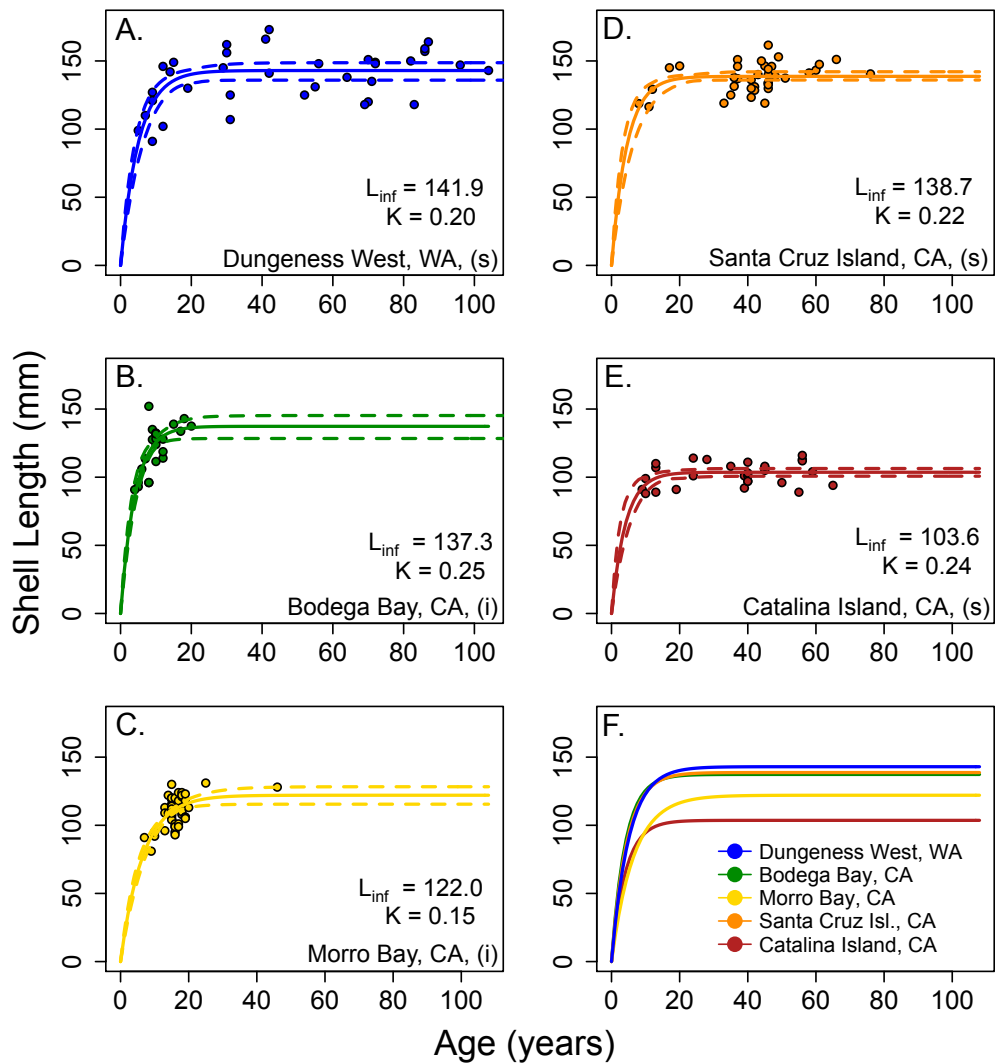 A.
0 50 100 150
L_inf = 141.9
K = 0.20
Dungeness West, WA, (s)
0 20 40 60 80 100
D.
0 50 100 150
L_inf = 138.7
K = 0.22
Santa Cruz Island, CA, (s)
0 20 40 60 80 100
Shell Length (mm)
B.
0 50 100 150
L_inf = 137.3
K = 0.25
Bodega Bay, CA, (i)
0 20 40 60 80 100
E.
0 50 100 150
L_inf = 103.6
K = 0.24
Catalina Island, CA, (s)
0 20 40 60 80 100
C.
0 50 100 150
L_inf = 122.0
K = 0.15
Morro Bay, CA, (i)
0 20 40 60 80 100
F.
0 50 100 150
Dungeness West, WA
Bodega Bay, CA
Morro Bay, CA
Santa Cruz Isl., CA
Catalina Island, CA
0 20 40 60 80 100
Age (years)